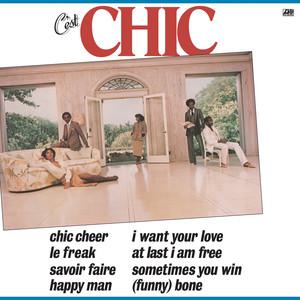 C'est
CHIC
chic cheer
le freak
savoir faire
happy man
i want your love
at last i am free
sometimes you win
(funny) bone